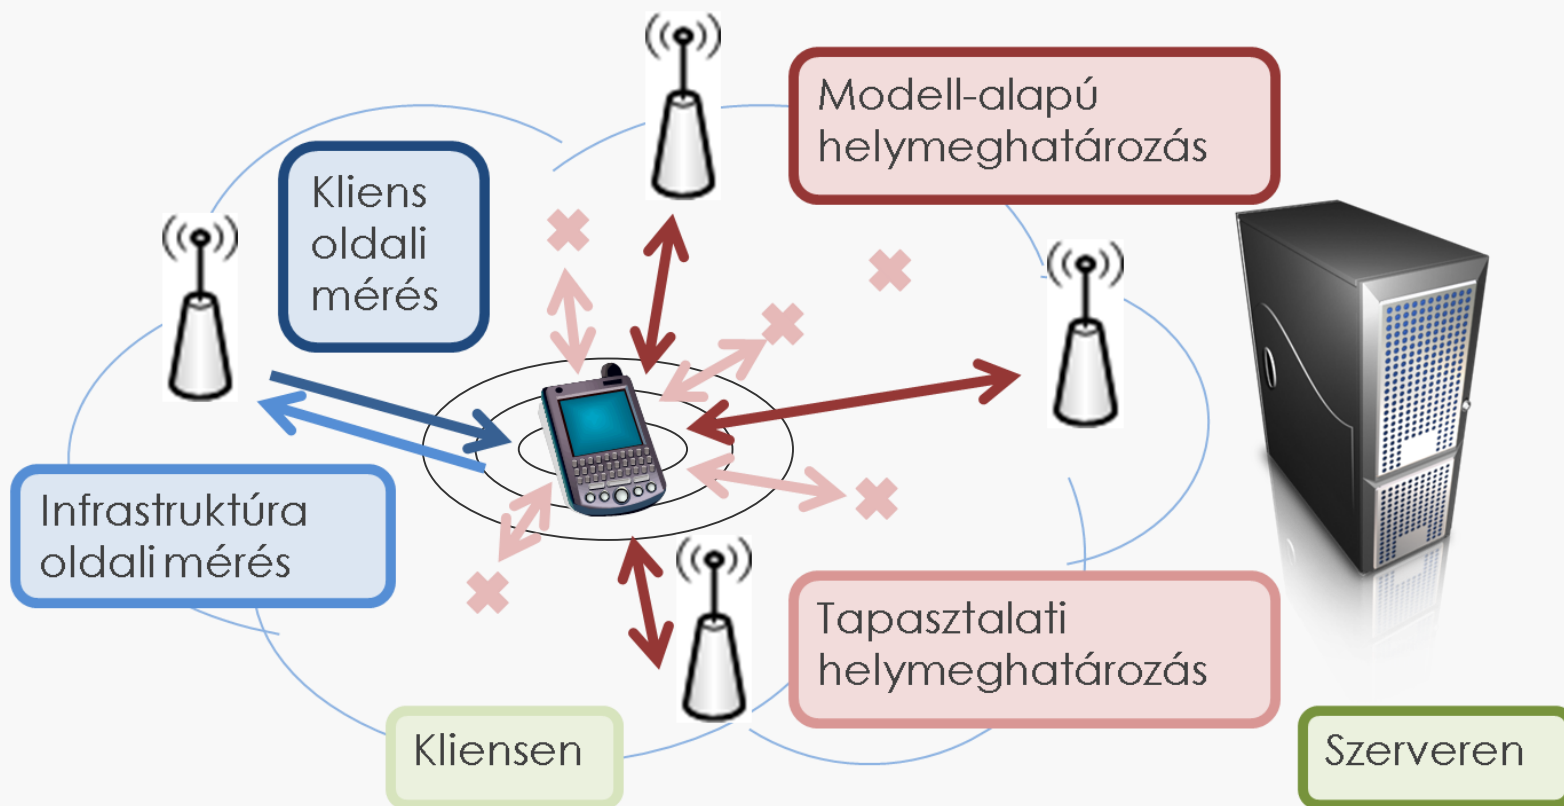 Modell-alapú
helymeghatározás
Kliens
oldali
mérés
Infrastruktúra
oldali mérés
Tapasztalati
helymeghatározás
Kliensen
Szerveren